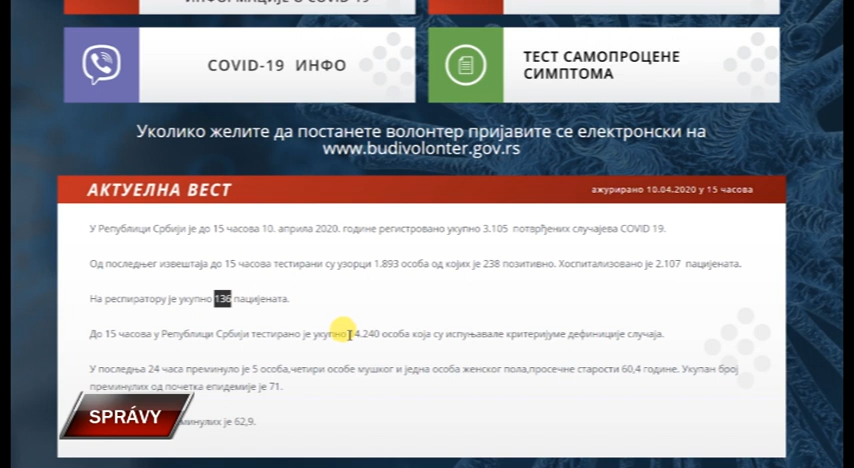 COVID-19 ИНФО
ТЕСТ САМОПРОЦЕНЕ
СИМПТОМА
Уколико желите да постанете волонтер пријавите се електронски на
www.budivolonter.gov.rs
АКТУЕЛНА ВЕСТ
ажурирано 10.04.2020 у 15 часова
У Републици Србији је до 15 часова 10. априла 2020. године регистровано укупно 3.105 потврђених случајева COVID 19.
Од последњег извештаја до 15 часова тестирани су узорци 1.893 особа од којих је 238 позитивно. Хоспитализовано је 2.107 пацијената.
На респиратору је укупно 136 пацијената.
До 15 часова у Републици Србији тестирано је укупно 4.240 особа која су испуњавале критеријуме дефиниције случаја.
У последња 24 часа преминуло је 5 особа,четири особе мушког и једна особа женског пола,просечне старости 60,4 године. Укупан број
преминулих од почетка епидемије је 71.
SPRÁVY
минулих је 62,9.